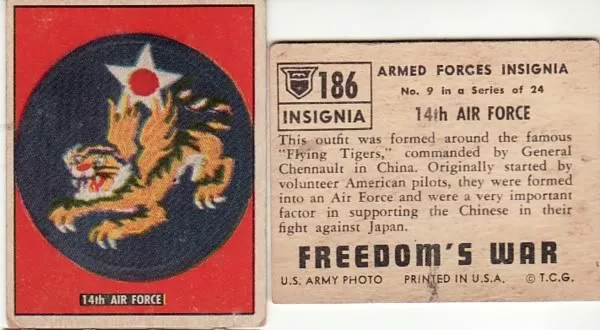 14th AIR FORCE
186
INSIGNIA
ARMED FORCES INSIGNIA
No. 9 in a Series of 24
14th AIR FORCE
This outfit was formed around the famous
"Flying Tigers," commanded by General
Chennault in China. Originally started by
volunteer American pilots, they were formed
into an Air Force and were a very important
factor in supporting the Chinese in their
fight against Japan.
FREEDOM'S WAR
U.S. ARMY PHOTO PRINTED IN U.S.A. © T.C.G.